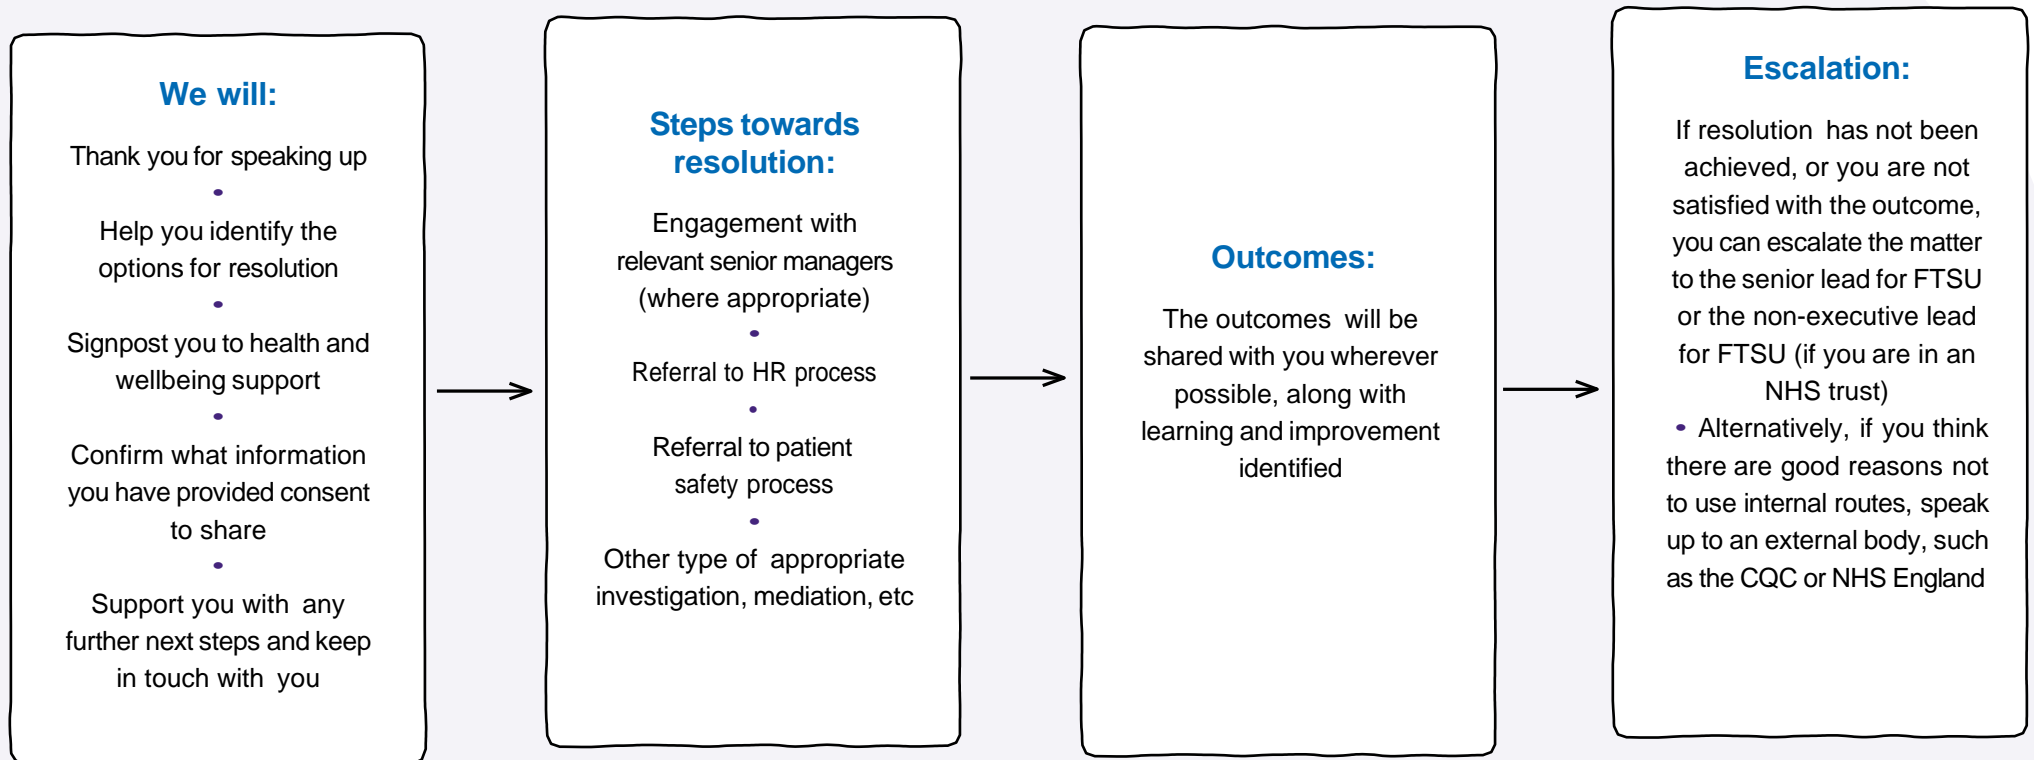 We will:
Thank you for speaking up
•
Help you identify the
options for resolution
•
Signpost you to health and
wellbeing support
•
Confirm what information
you have provided consent
to share
•
Support you with any
further next steps and keep
in touch with you
Steps towards
resolution:
Engagement with
relevant senior managers
(where appropriate)
•
Referral to HR process
•
Referral to patient
safety process
•
Other type of appropriate
investigation, mediation, etc
Outcomes:
The outcomes will be
shared with you wherever
possible, along with
learning and improvement
identified
Escalation:
If resolution has not been
achieved, or you are not
satisfied with the outcome,
you can escalate the matter
to the senior lead for FTSU
or the non-executive lead
for FTSU (if you are in an
NHS trust)
• Alternatively, if you think
there are good reasons not
to use internal routes, speak
up to an external body, such
as the CQC or NHS England